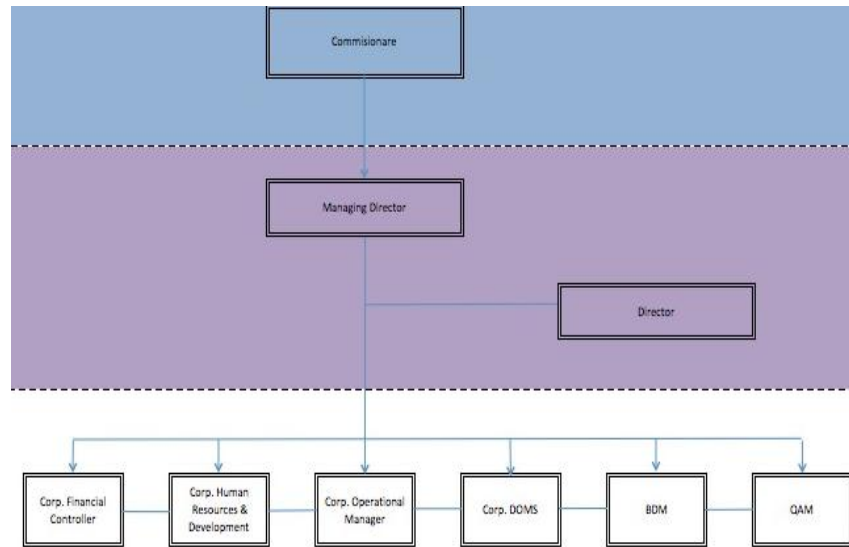 Commisionare
Managing Director
Director
Corp. Financial
Controller
Corp. Human
Resources &
Development
Corp. Operational
Manager
Corp. DOMS
BDM
QAM